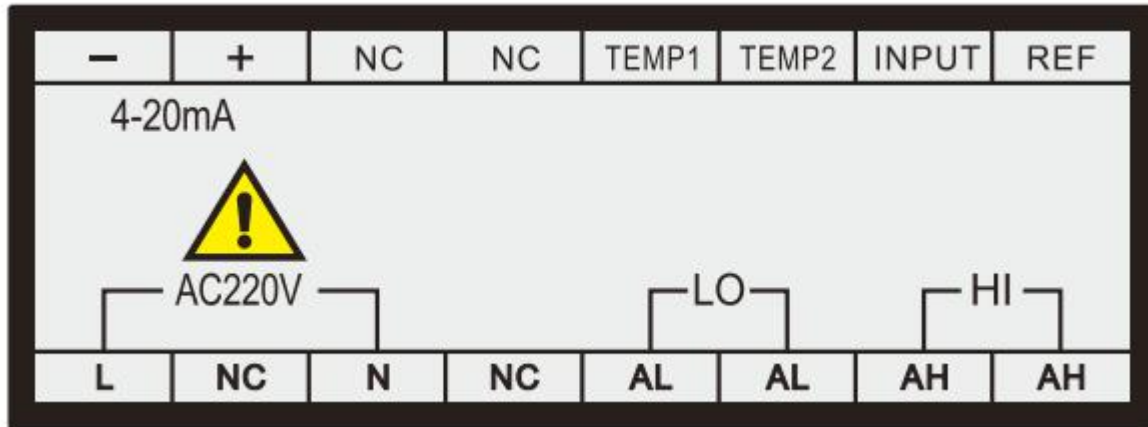 − + NC NC TEMP1 TEMP2 INPUT REF
4-20mA
!
AC220V LO HI
L NC N NC AL AL AH AH